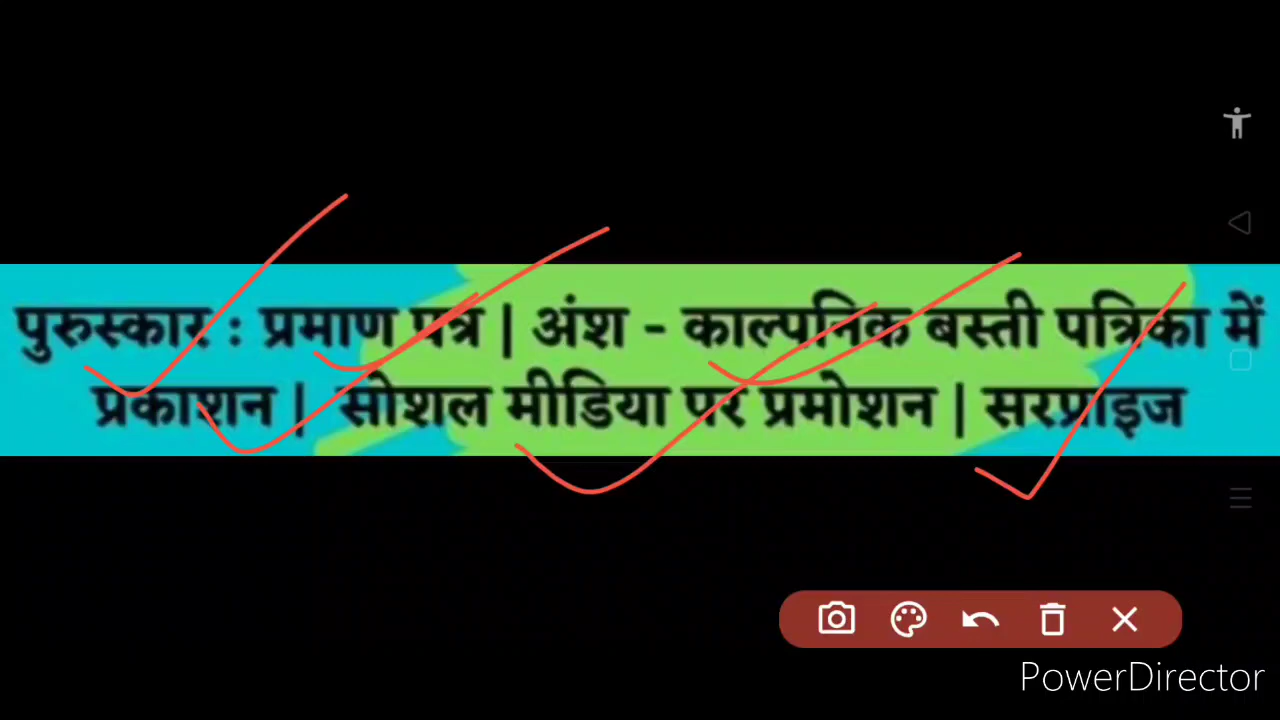 पुरुस्कार : प्रमाण पत्र | अंश - काल्पनिक बस्ती पत्रिका में
प्रकाशन | सोशल मीडिया पर प्रमोशन | सरप्राइज
PowerDirector